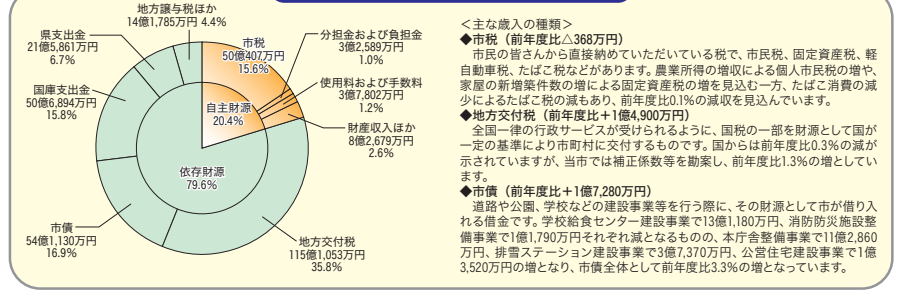 地方譲与税ほか
14億1,785万円 4.4%
県支出金
21億5,861万円
6.7%
国庫支出金
50億6,894万円
15.8%
市債
54億1,130万円
16.9%
地方交付税
115億1,053万円
35.8%
依存財源
79.6%
自主財源
20.4%
市税
50億407万円
15.6%
分担金および負担金
3億2,589万円
1.0%
使用料および手数料
3億7,802万円
1.2%
財産収入ほか
8億2,679万円
2.6%
＜主な歳入の種類＞
◆市税（前年度比△368万円）
市民の皆さんから直接納めていただいている税で、市民税、固定資産税、軽
自動車税、たばこ税などがあります。農業所得の増収による個人市民税の増や、
家屋の新増築件数の増による固定資産税の増を見込む一方、たばこ消費の減
少によるたばこ税の減もあり、前年度比0.1%の減収を見込んでいます。
◆地方交付税（前年度比＋1億4,900万円）
全国一律の行政サービスが受けられるように、国税の一部を財源として国が
一定の基準により市町村に交付するものです。国からは前年度比0.3%の減が
示されていますが、当市では補正係数等を勘案し、前年度比1.3%の増としてい
ます。
◆市債（前年度比＋1億7,280万円）
道路や公園、学校などの建設事業等を行う際に、その財源として市が借り入
れる借金です。学校給食センター建設事業で13億1,180万円、消防防災施設整
備事業で1億1,790万円それぞれ減となるものの、本庁舎整備事業で11億2,860
万円、排雪ステーション建設事業で3億7,370万円、公営住宅建設事業で1億
3,520万円の増となり、市債全体として前年度比3.3%の増となっています。